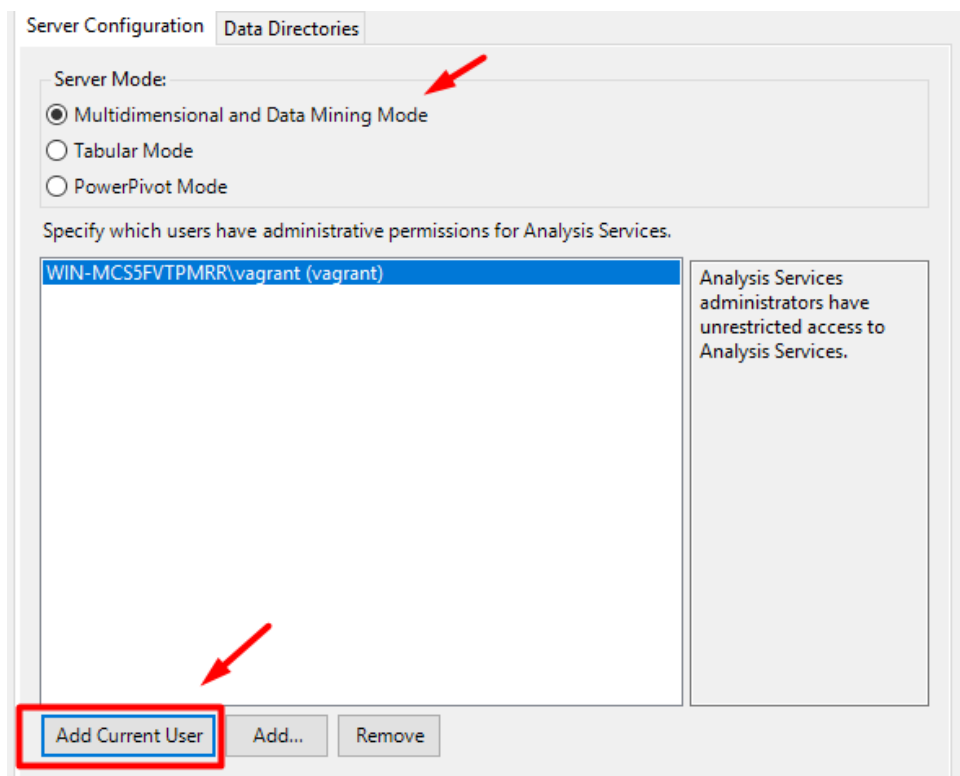 Server Configuration
Data Directories
Server Mode:
Multidimensional and Data Mining Mode
Tabular Mode
PowerPivot Mode
Specify which users have administrative permissions for Analysis Services.
WIN-MCS5FVTPMRR\vagrant (vagrant)
Analysis Services
administrators have
unrestricted access to
Analysis Services.
Add Current User
Add...
Remove